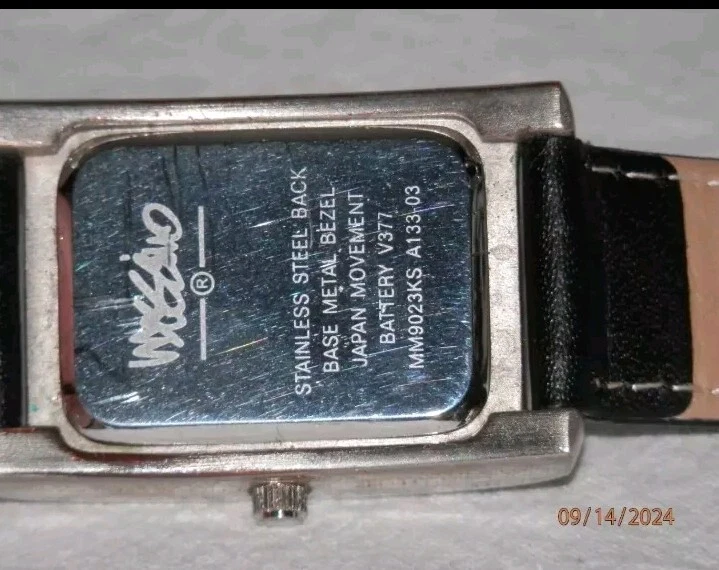 MOSSIMO
®
STAINLESS STEEL BACK
BASE METAL BEZEL
JAPAN MOVEMENT
BATTERY V377
MM9023KS A133-03
09/14/2024